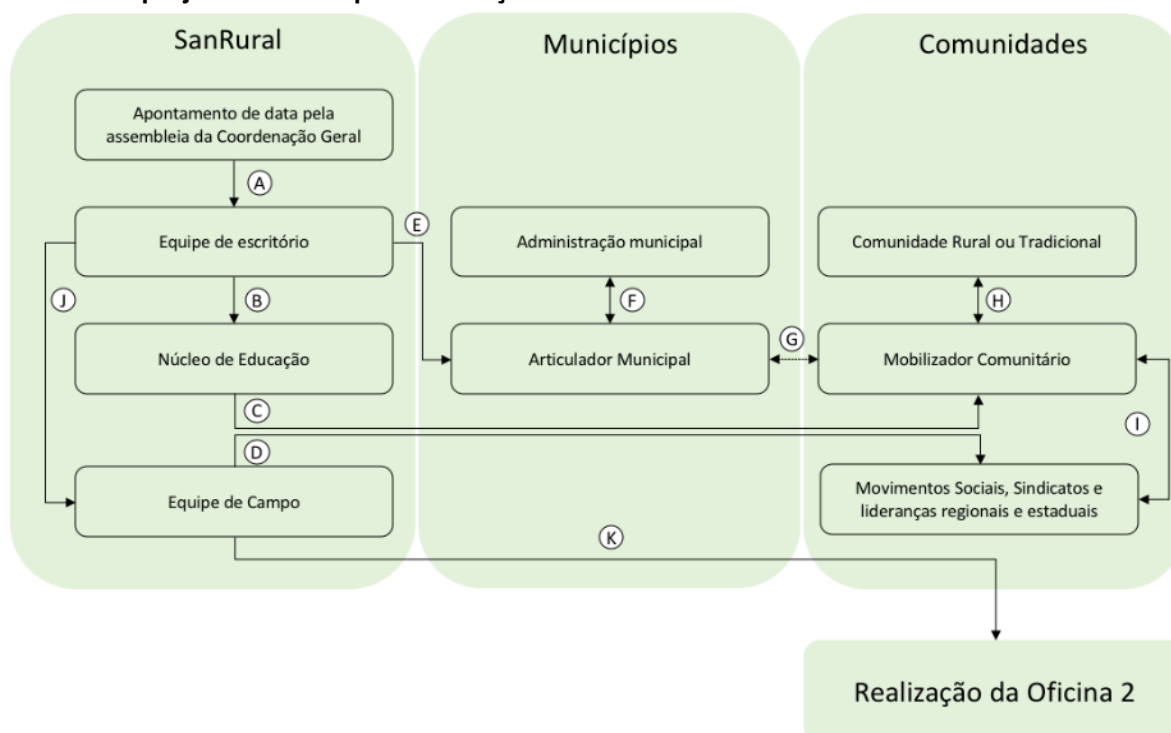 SanRural
Municípios
Comunidades
Apontamento de data pela
assembleia da Coordenação Geral
A
Equipe de escritório
E
Administração municipal
Comunidade Rural ou Tradicional
J
B
F
H
Núcleo de Educação
Articulador Municipal
G
Mobilizador Comunitário
C
I
D
Equipe de Campo
Movimentos Sociais, Sindicatos e
lideranças regionais e estaduais
K
Realização da Oficina 2